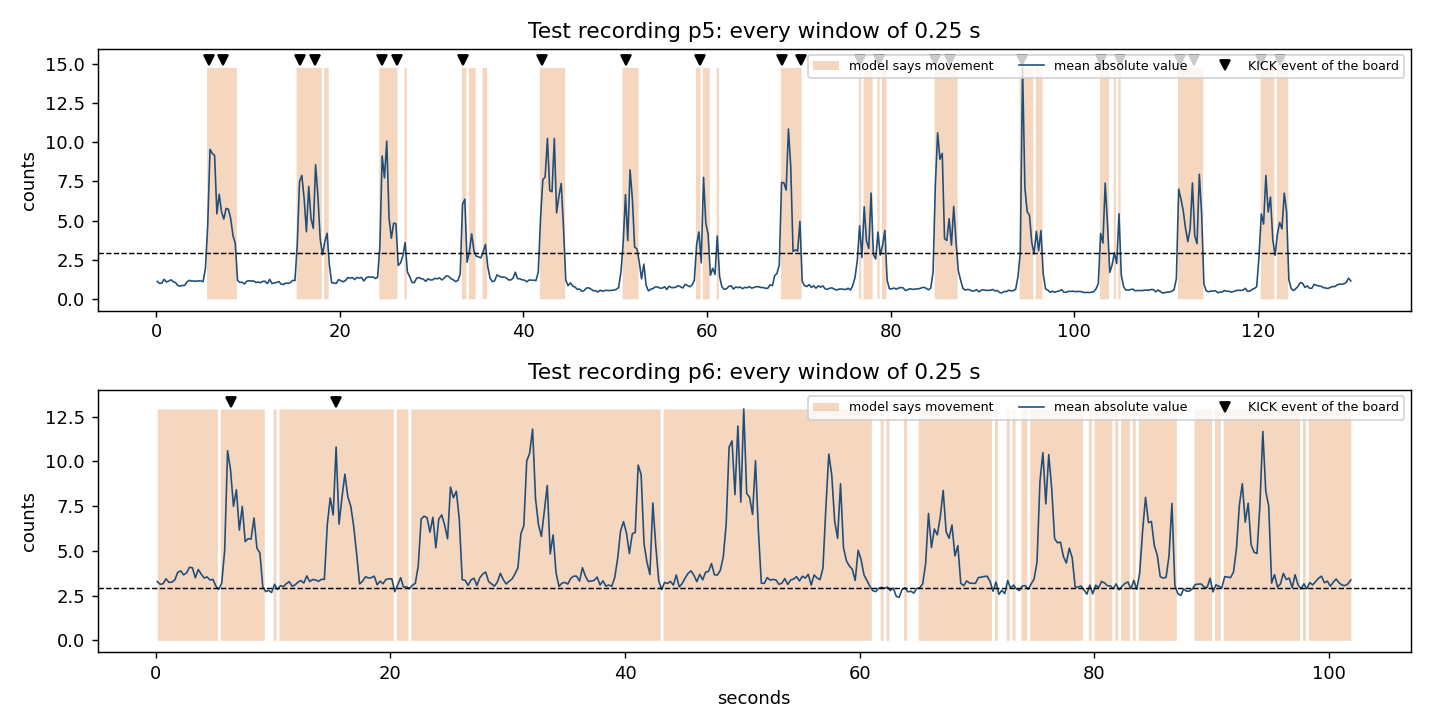 Test recording p5: every window of 0.25 s
model says movement mean absolute value KICK event of the board
15.0
12.5
10.0
7.5
5.0
2.5
0.0
counts
0 20 40 60 80 100 120
Test recording p6: every window of 0.25 s
model says movement mean absolute value KICK event of the board
12.5
10.0
7.5
5.0
2.5
0.0
counts
0 20 40 60 80 100
seconds